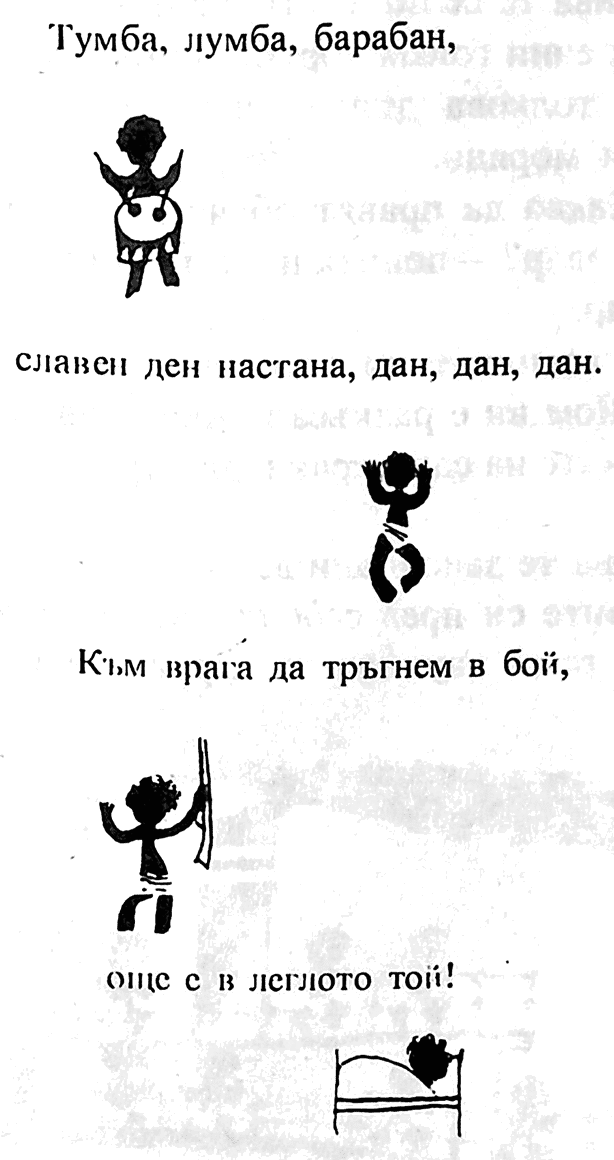 Тумба, лумба, барабан,
славен ден настана, дан, дан, дан.
Към врага да тръгнем в бой,
още е в леглото той!